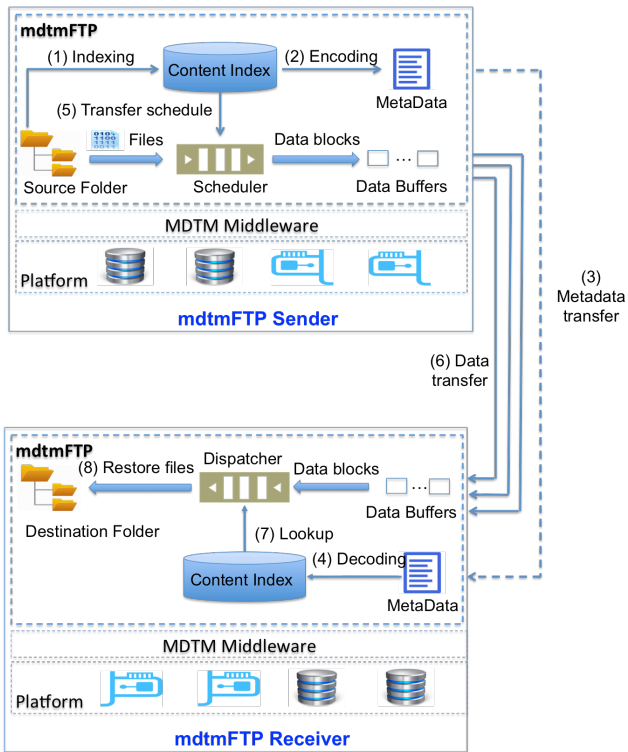 mdtmFTP
(1) Indexing
Content Index
(2) Encoding
MetaData
(5) Transfer schedule
Files
Data blocks
Source Folder
Scheduler
... 
Data Buffers
MDTM Middleware
Platform
mdtmFTP Sender
(3)
Metadata
transfer
(6) Data
transfer
mdtmFTP
(8) Restore files
Dispatcher
Data blocks
...
Destination Folder
Data Buffers
(7) Lookup
Content Index
(4) Decoding
MetaData
MDTM Middleware
Platform
mdtmFTP Receiver